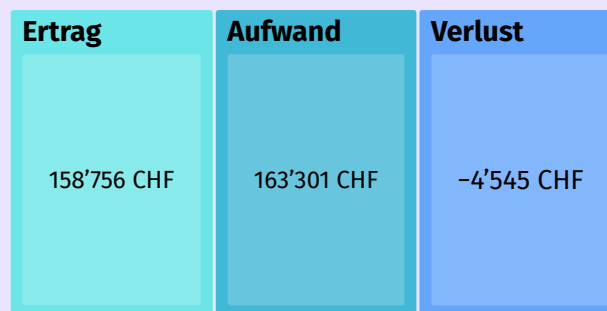 Ertrag
Aufwand
Verlust
158’756 CHF
163’301 CHF
−4’545 CHF